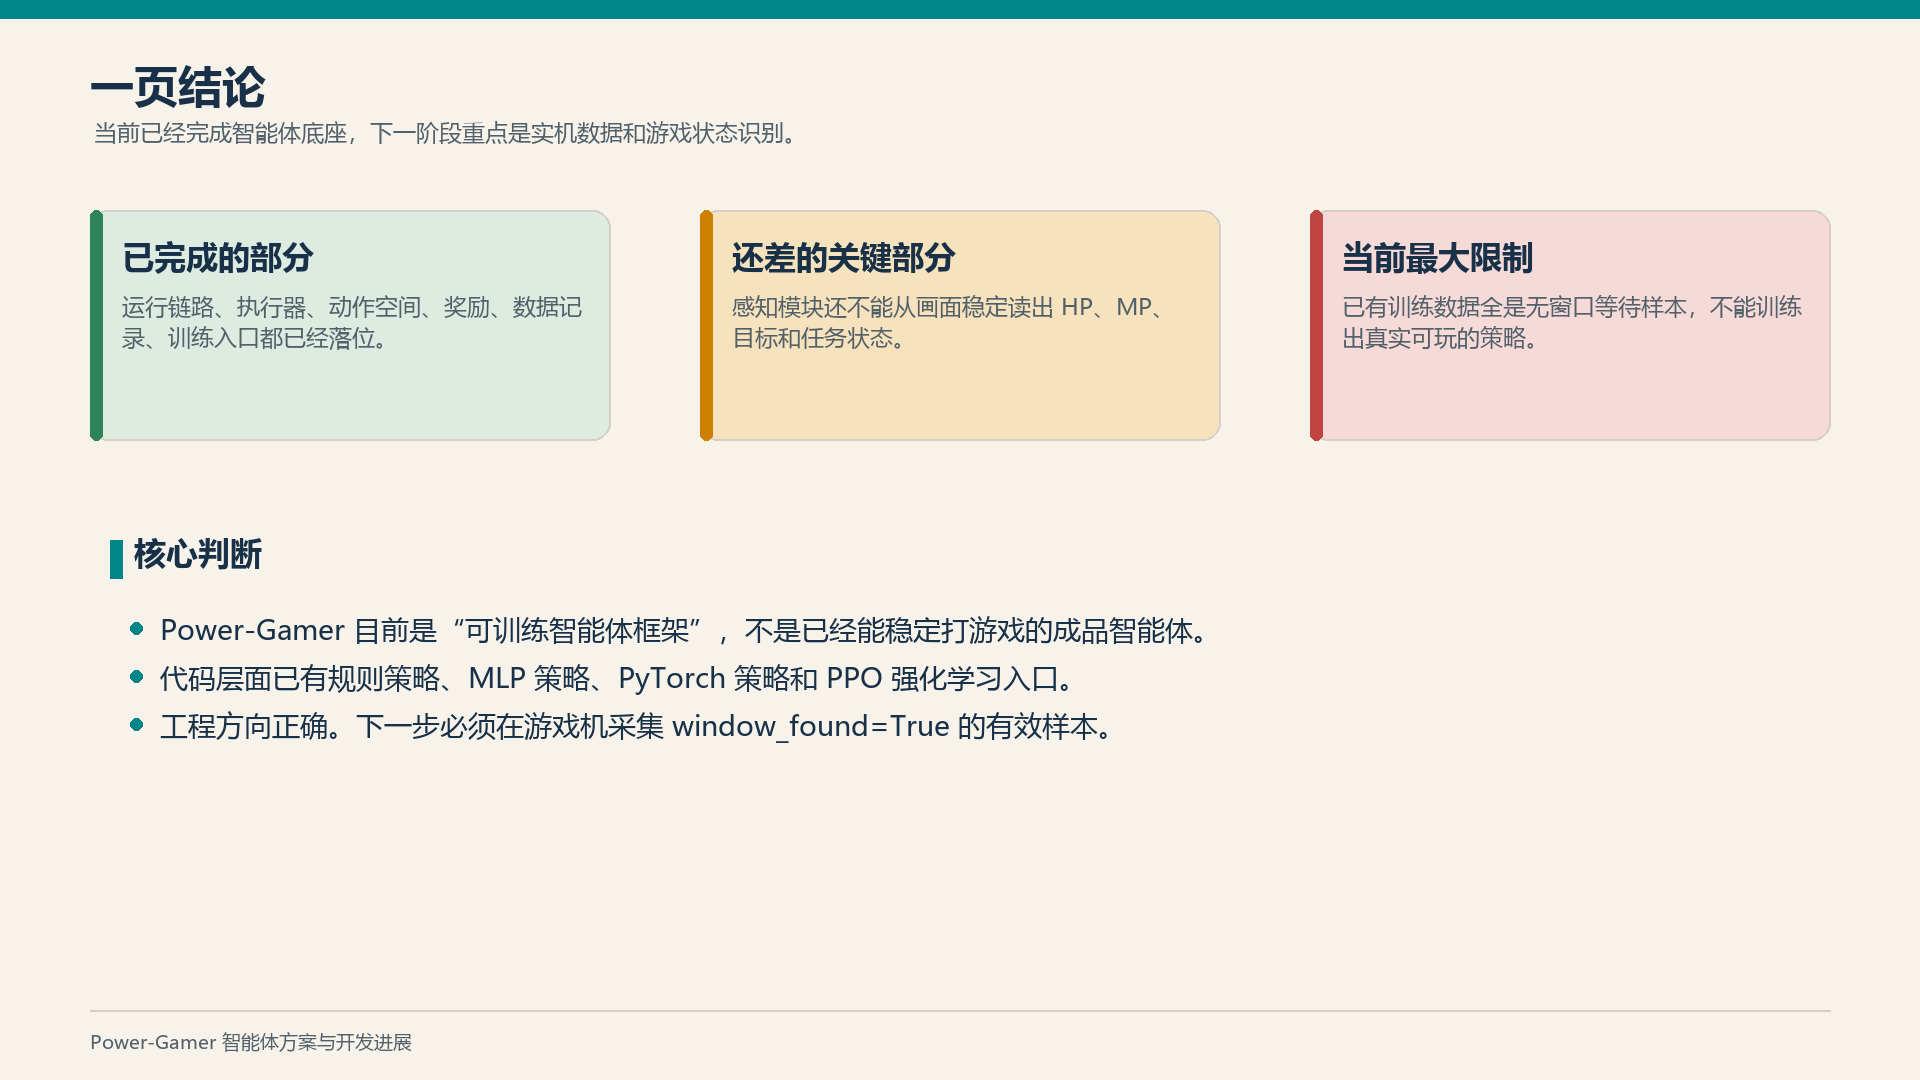 一页结论
当前已经完成智能体底座，下一阶段重点是实机数据和游戏状态识别。
已完成的部分
运行链路、执行器、动作空间、奖励、数据记
录、训练入口都已经落位。
还差的关键部分
感知模块还不能从画面稳定读出 HP、MP、
目标和任务状态。
当前最大限制
已有训练数据全是无窗口等待样本，不能训练
出真实可玩的策略。
核心判断
Power-Gamer 目前是“可训练智能体框架”，不是已经能稳定打游戏的成品智能体。
代码层面已有规则策略、MLP 策略、PyTorch 策略和 PPO 强化学习入口。
工程方向正确。下一步必须在游戏机采集 window_found=True 的有效样本。
Power-Gamer 智能体方案与开发进展